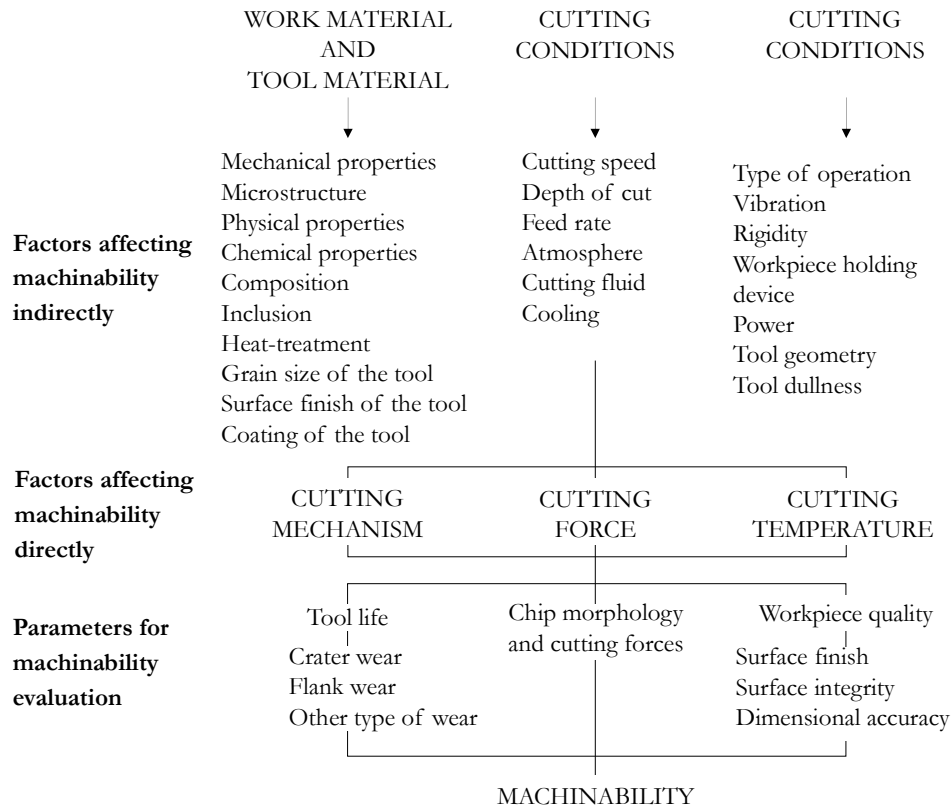 WORK MATERIAL
AND
TOOL MATERIAL
CUTTING
CONDITIONS
CUTTING
CONDITIONS
Factors affecting
machinability
indirectly
Mechanical properties
Microstructure
Physical properties
Chemical properties
Composition
Inclusion
Heat-treatment
Grain size of the tool
Surface finish of the tool
Coating of the tool
Cutting speed
Depth of cut
Feed rate
Atmosphere
Cutting fluid
Cooling
Type of operation
Vibration
Rigidity
Workpiece holding
device
Power
Tool geometry
Tool dullness
Factors affecting
machinability
directly
CUTTING
MECHANISM
CUTTING
FORCE
CUTTING
TEMPERATURE
Parameters for
machinability
evaluation
Tool life
Crater wear
Flank wear
Other type of wear
Chip morphology
and cutting forces
Workpiece quality
Surface finish
Surface integrity
Dimensional accuracy
MACHINABILITY